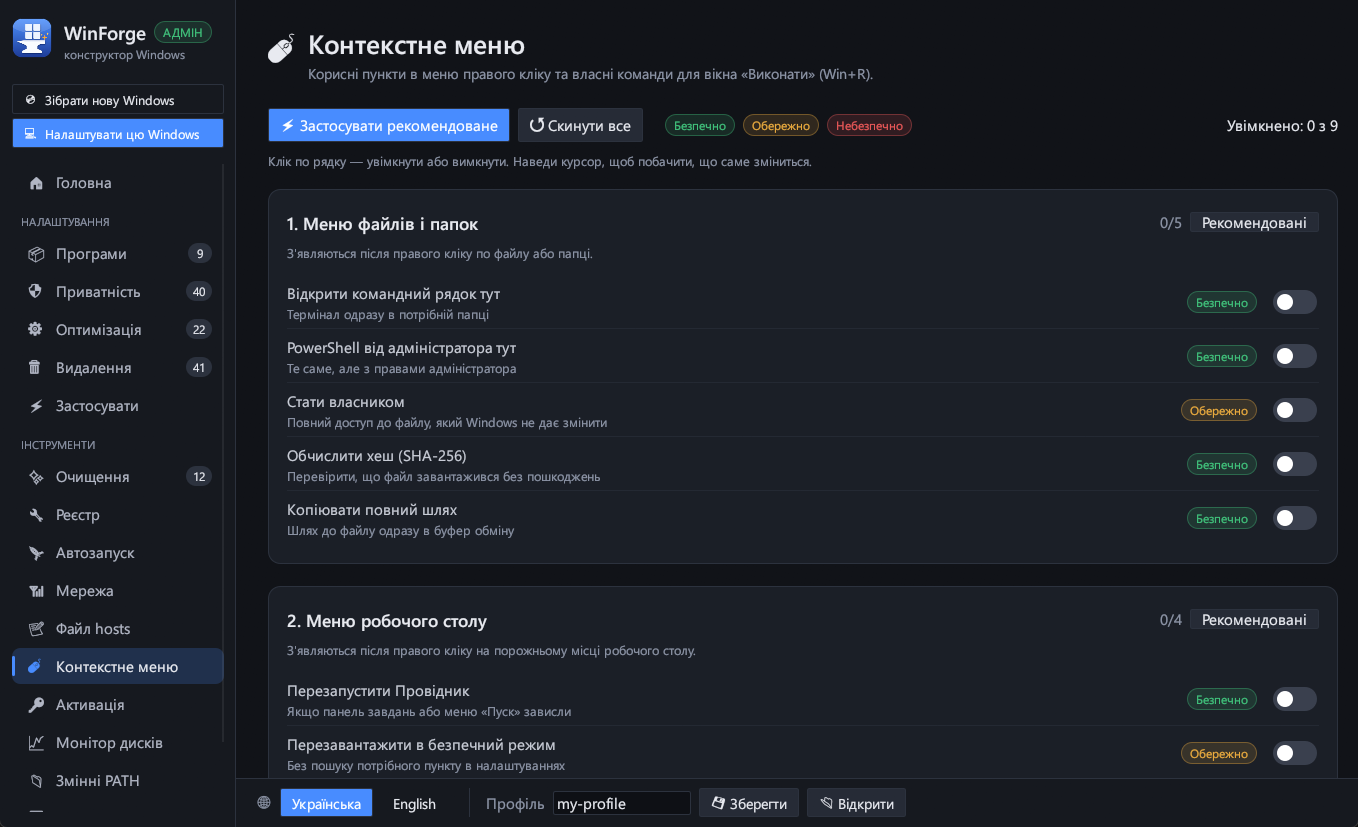 WinForge АДМІН
конструктор Windows
Зібрати нову Windows
Налаштувати цю Windows
Головна
НАЛАШТУВАННЯ
Програми 9
Приватність 40
Оптимізація 22
Видалення 41
Застосувати
ІНСТРУМЕНТИ
Очищення 12
Реєстр
Автозапуск
Мережа
Файл hosts
Контекстне меню
Активація
Монітор дисків
Змінні PATH
Контекстне меню
Корисні пункти в меню правого кліку та власні команди для вікна «Виконати» (Win+R).
Застосувати рекомендоване
Скинути все
Безпечно
Обережно
Небезпечно
Увімкнено: 0 з 9
Клік по рядку — увімкнути або вимкнути. Наведи курсор, щоб побачити, що саме зміниться.
1. Меню файлів і папок
0/5 Рекомендовані
З'являються після правого кліку по файлу або папці.
Відкрити командний рядок тут
Термінал одразу в потрібній папці
Безпечно
PowerShell від адміністратора тут
Те саме, але з правами адміністратора
Безпечно
Стати власником
Повний доступ до файлу, який Windows не дає змінити
Обережно
Обчислити хеш (SHA-256)
Перевірити, що файл завантажився без пошкоджень
Безпечно
Копіювати повний шлях
Шлях до файлу одразу в буфер обміну
Безпечно
2. Меню робочого столу
0/4 Рекомендовані
З'являються після правого кліку на порожньому місці робочого столу.
Перезапустити Провідник
Якщо панель завдань або меню «Пуск» зависли
Безпечно
Перезавантажити в безпечний режим
Без пошуку потрібного пункту в налаштуваннях
Обережно
Українська English Профіль my-profile Зберегти Відкрити